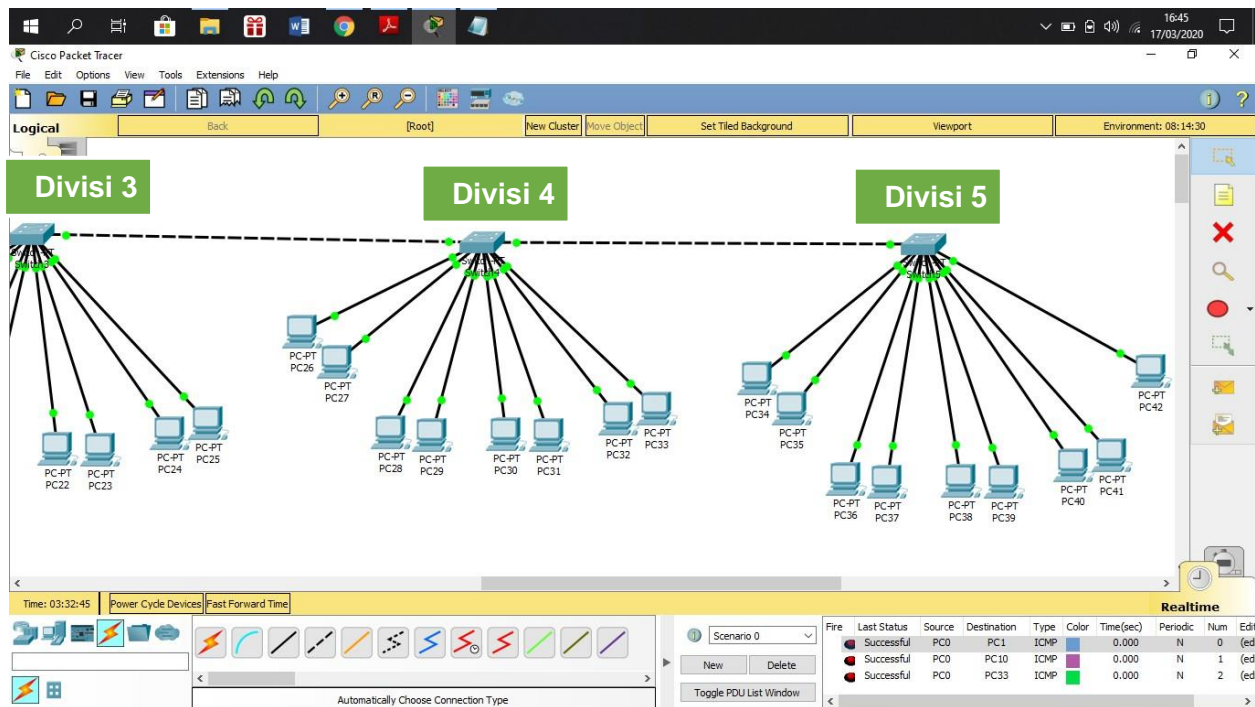 16:45
17/03/2020
Cisco Packet Tracer
File Edit Options View Tools Extensions Help
Logical Back [Root] New Cluster Move Object Set Tiled Background Viewport Environment: 08:14:30
Divisi 3 Divisi 4 Divisi 5
Switch3
Switch4
Switch5
PC-PT
PC22
PC-PT
PC23
PC-PT
PC24
PC-PT
PC25
PC-PT
PC26
PC-PT
PC27
PC-PT
PC28
PC-PT
PC29
PC-PT
PC30
PC-PT
PC31
PC-PT
PC32
PC-PT
PC33
PC-PT
PC34
PC-PT
PC35
PC-PT
PC36
PC-PT
PC37
PC-PT
PC38
PC-PT
PC39
PC-PT
PC40
PC-PT
PC41
PC-PT
PC42
Time: 03:32:45 Power Cycle Devices Fast Forward Time Realtime
Scenario 0
New Delete
Toggle PDU List Window
Automatically Choose Connection Type
Fire Last Status Source Destination Type Color Time(sec) Periodic Num Edit
Successful PC0 PC1 ICMP 0.000 N 0 (ed
Successful PC0 PC10 ICMP 0.000 N 1 (ed
Successful PC0 PC33 ICMP 0.000 N 2 (ed